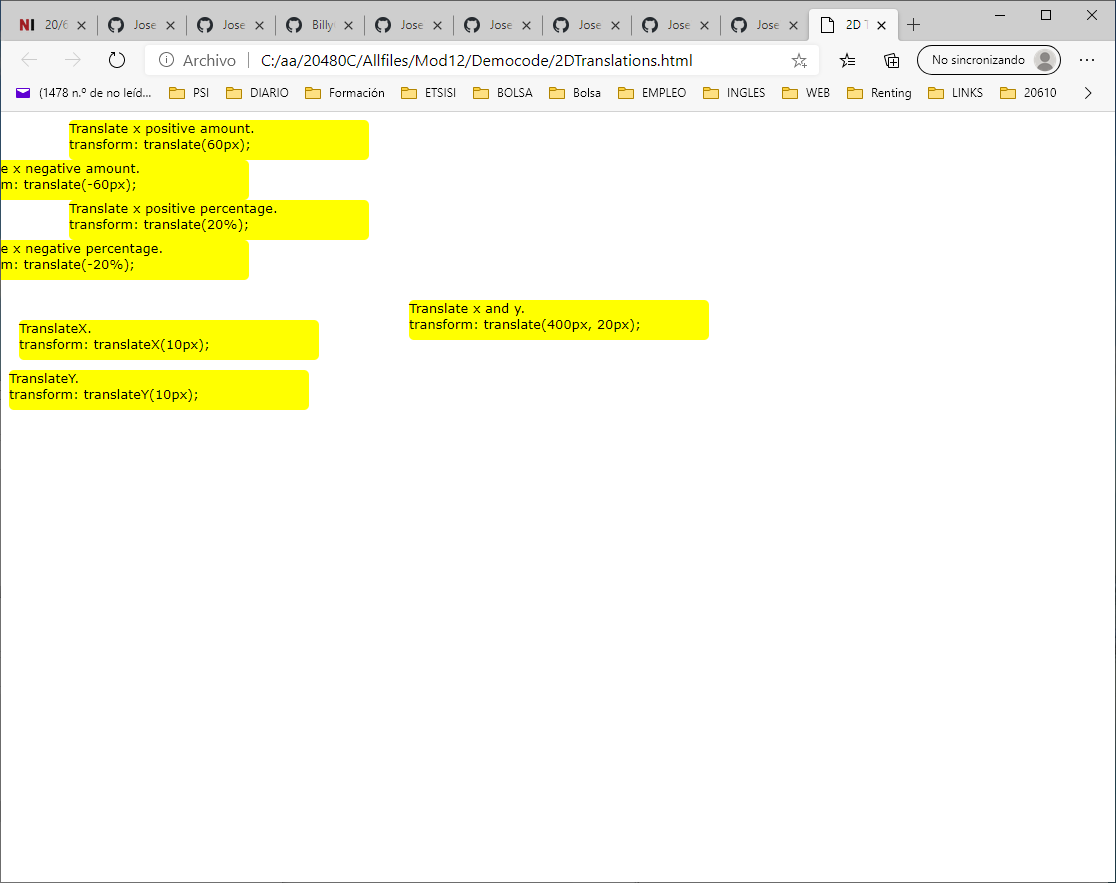 NI 20/6 Jose Jose Billy Jose Jose Jose Jose Jose 2D
Archivo C:/aa/20480C/Allfiles/Mod12/Democode/2DTranslations.html No sincronizando
(1478 n.º de no leíd... PSI DIARIO Formación ETSISI BOLSA Bolsa EMPLEO INGLES WEB Renting LINKS 20610
Translate x positive amount.
transform: translate(60px);
e x negative amount.
m: translate(-60px);
Translate x positive percentage.
transform: translate(20%);
e x negative percentage.
m: translate(-20%);
Translate x and y.
transform: translate(400px, 20px);
TranslateX.
transform: translateX(10px);
TranslateY.
transform: translateY(10px);